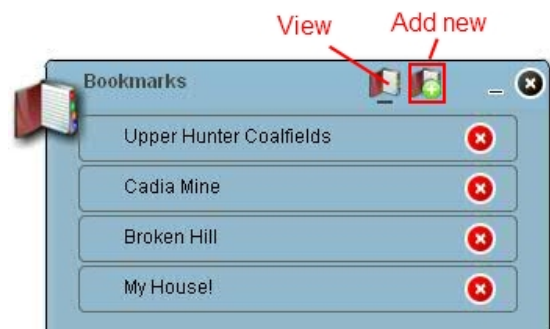 View Add new
Bookmarks
Upper Hunter Coalfields
Cadia Mine
Broken Hill
My House!